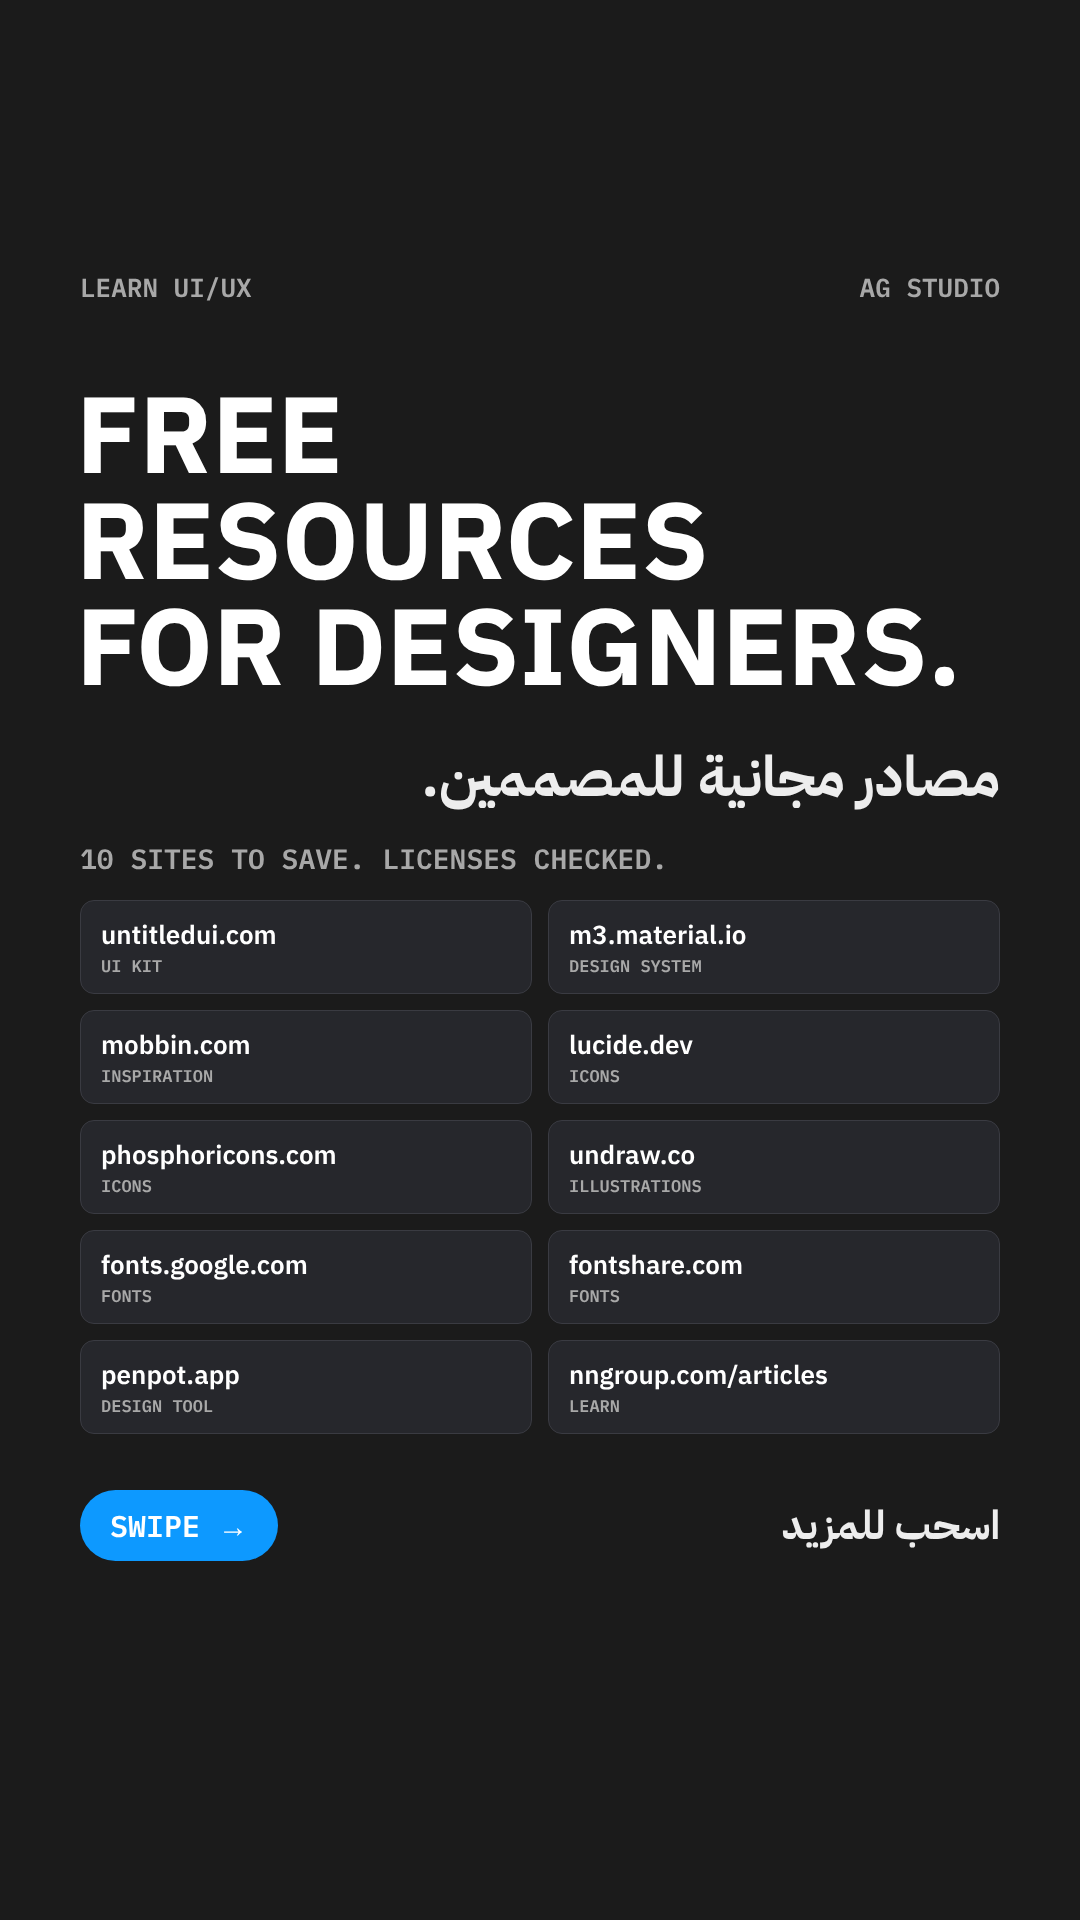 LEARN UI/UX
AG STUDIO
FREE
RESOURCES
FOR DESIGNERS.
مصادر مجانية للمصممين.
10 SITES TO SAVE. LICENSES CHECKED.
untitledui.com
UI KIT
m3.material.io
DESIGN SYSTEM
mobbin.com
INSPIRATION
lucide.dev
ICONS
phosphoricons.com
ICONS
undraw.co
ILLUSTRATIONS
fonts.google.com
FONTS
fontshare.com
FONTS
penpot.app
DESIGN TOOL
nngroup.com/articles
LEARN
SWIPE →
اسحب للمزيد